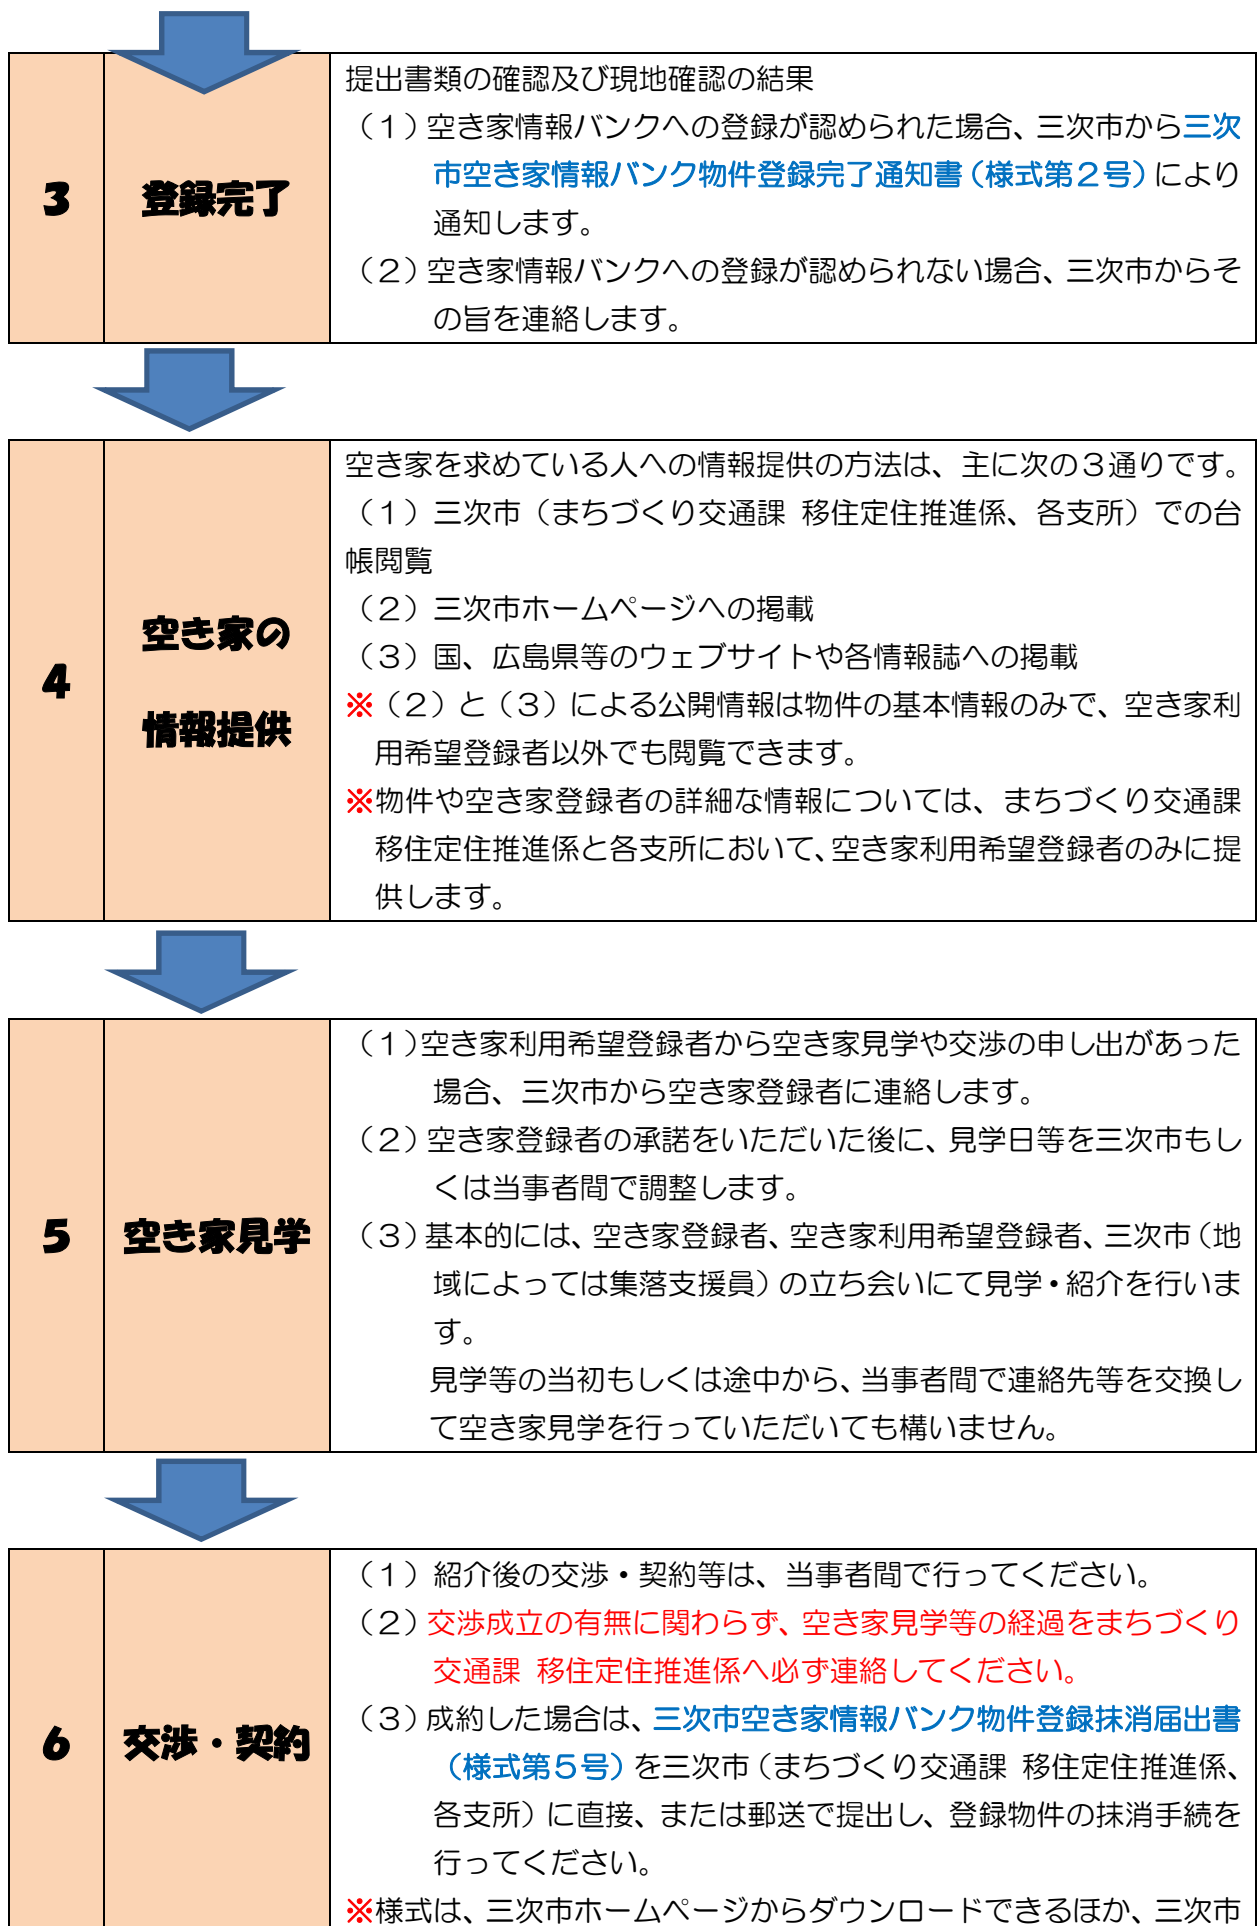 3
登録完了
提出書類の確認及び現地確認の結果
（１）空き家情報バンクへの登録が認められた場合、三次市から三次
市空き家情報バンク物件登録完了通知書（様式第２号）により
通知します。
（２）空き家情報バンクへの登録が認められない場合、三次市からそ
の旨を連絡します。
4
空き家の
情報提供
空き家を求めている人への情報提供の方法は、主に次の３通りです。
（１）三次市（まちづくり交通課 移住定住推進係、各支所）での台
帳閲覧
（２）三次市ホームページへの掲載
（３）国、広島県等のウェブサイトや各情報誌への掲載
※（２）と（３）による公開情報は物件の基本情報のみで、空き家利
用希望登録者以外でも閲覧できます。
※物件や空き家登録者の詳細な情報については、まちづくり交通課
移住定住推進係と各支所において、空き家利用希望登録者のみに提
供します。
5
空き家見学
（１）空き家利用希望登録者から空き家見学や交渉の申し出があった
場合、三次市から空き家登録者に連絡します。
（２）空き家登録者の承諾をいただいた後に、見学日等を三次市もし
くは当事者間で調整します。
（３）基本的には、空き家登録者、空き家利用希望登録者、三次市（地
域によっては集落支援員）の立ち会いにて見学・紹介を行いま
す。
見学等の当初もしくは途中から、当事者間で連絡先等を交換し
て空き家見学を行っていただいても構いません。
6
交渉・契約
（１）紹介後の交渉・契約等は、当事者間で行ってください。
（２）交渉成立の有無に関わらず、空き家見学等の経過をまちづくり
交通課 移住定住推進係へ必ず連絡してください。
（３）成約した場合は、三次市空き家情報バンク物件登録抹消届出書
（様式第５号）を三次市（まちづくり交通課 移住定住推進係、
各支所）に直接、または郵送で提出し、登録物件の抹消手続を
行ってください。
※様式は、三次市ホームページからダウンロードできるほか、三次市